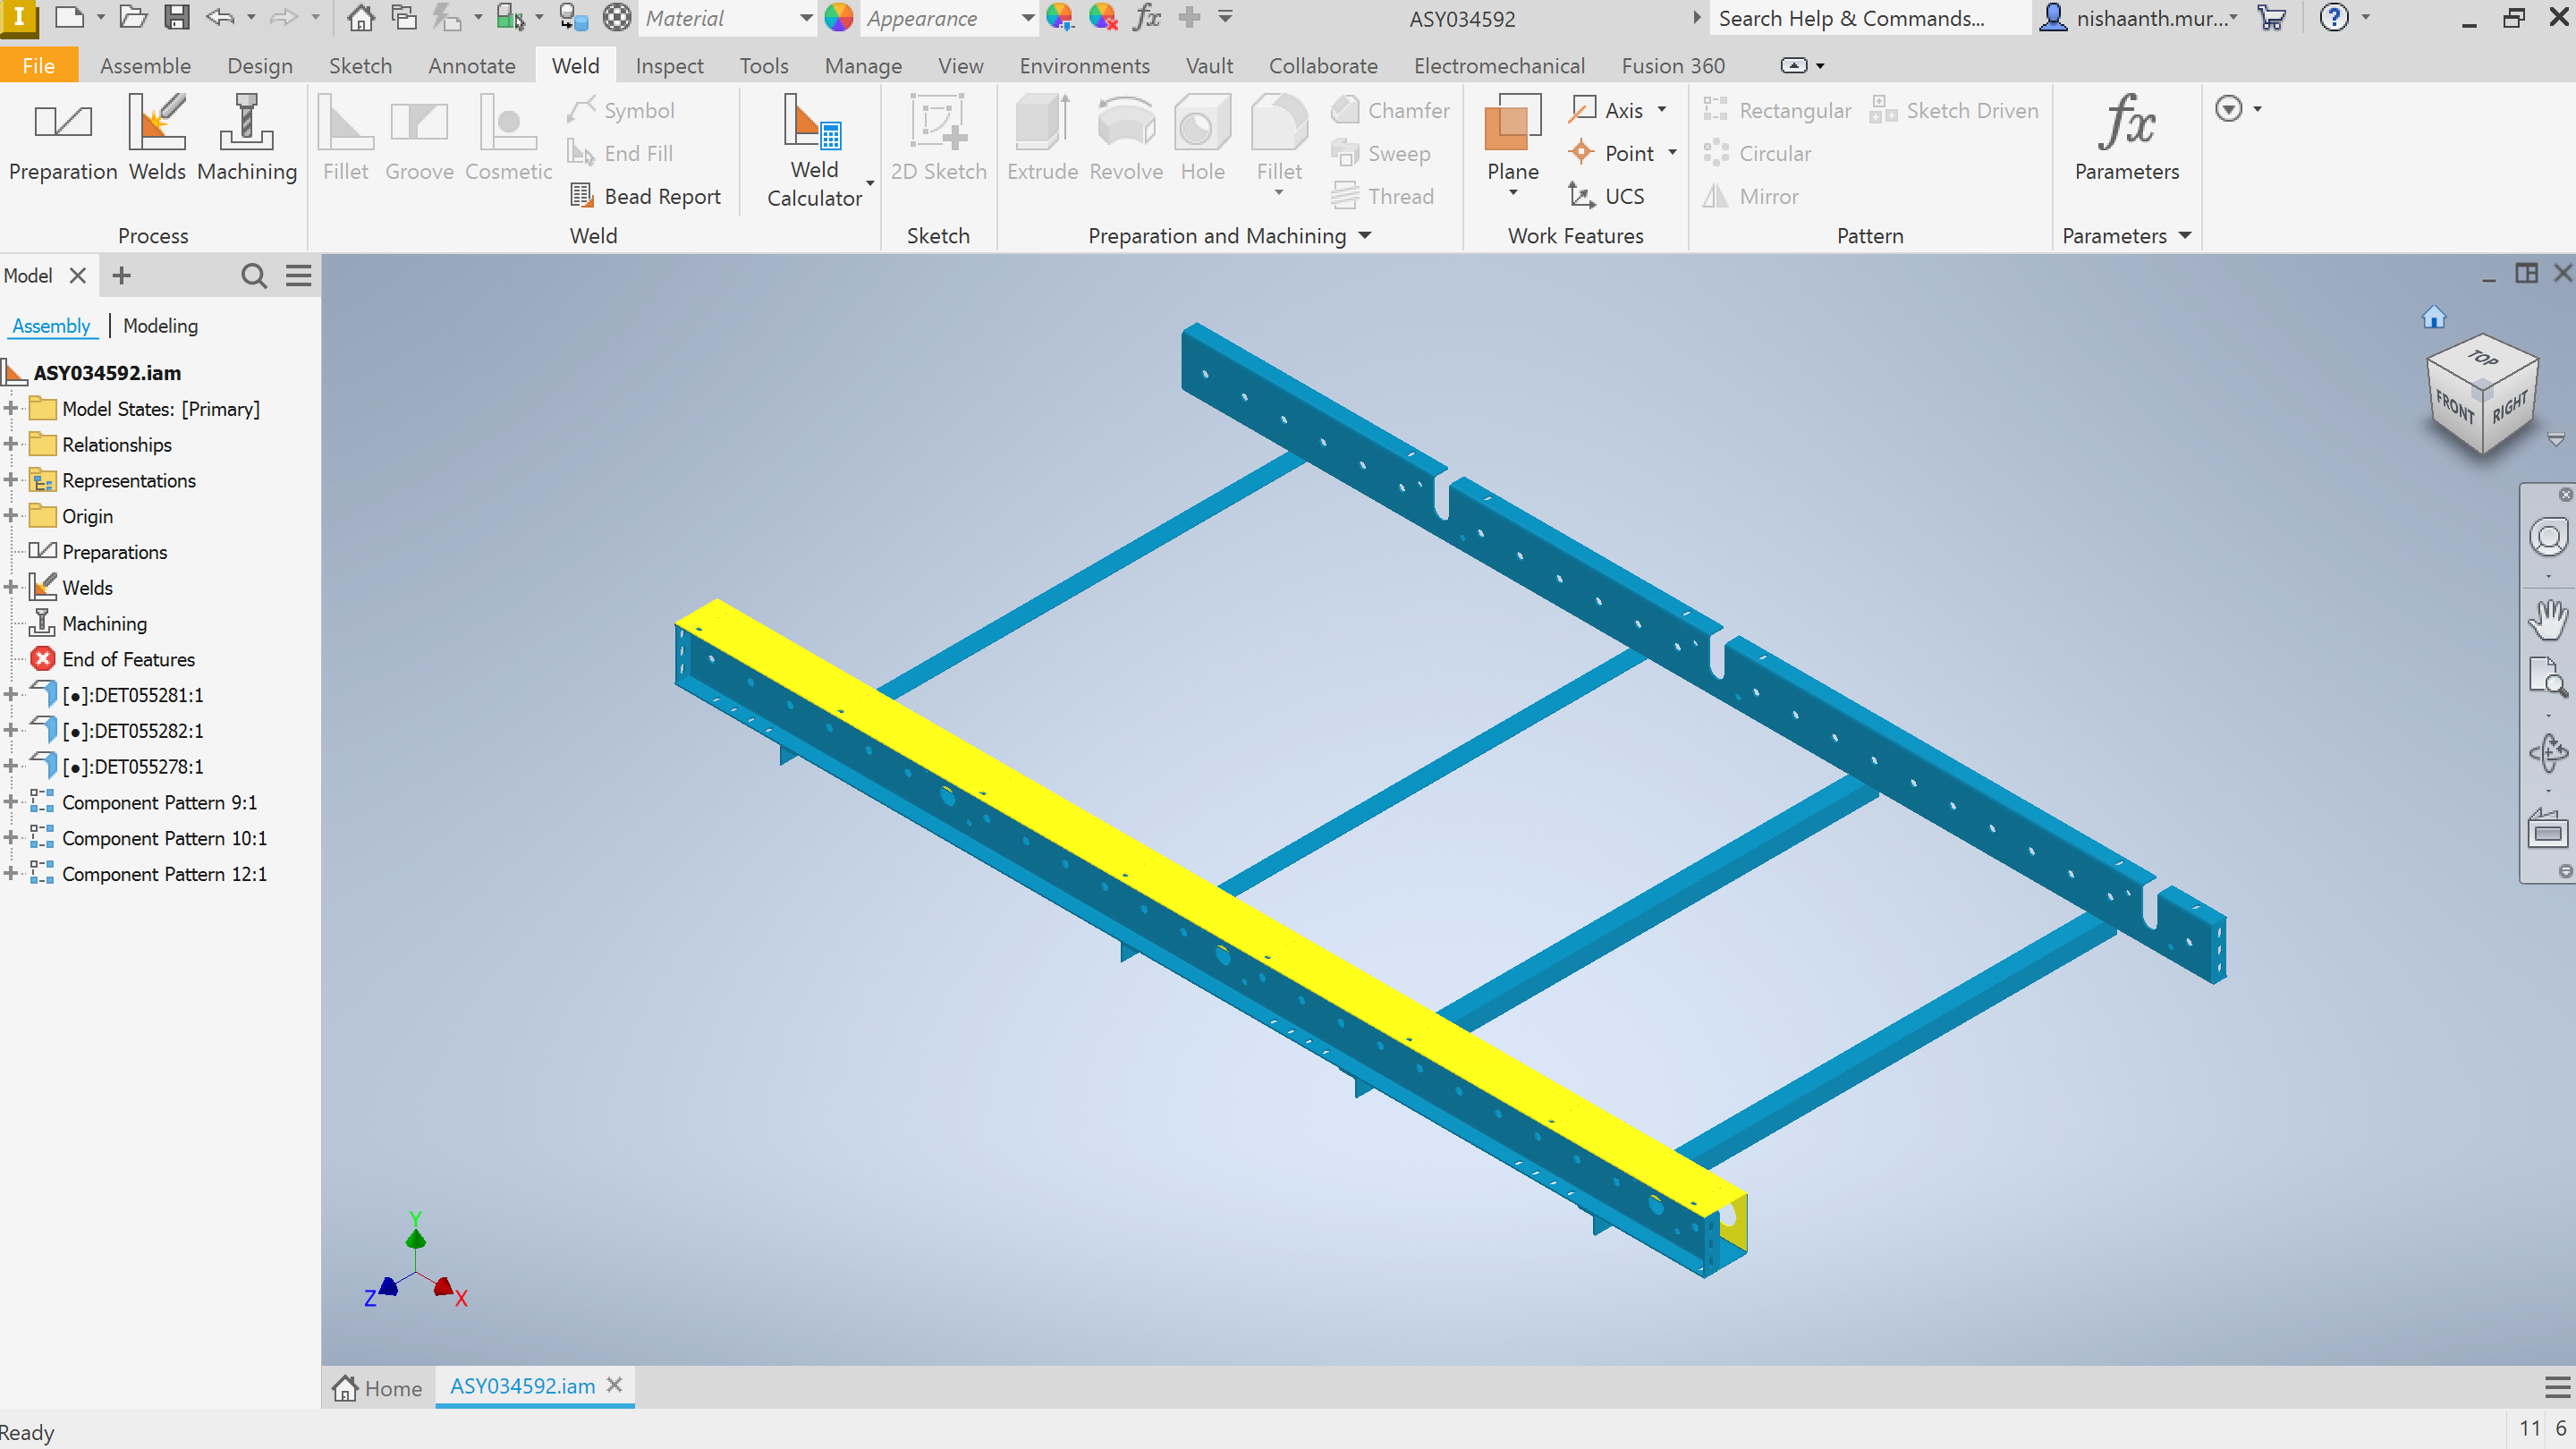 I Material Appearance fx ASY034592 Search Help & Commands... nishaanth.mur... ?
File Assemble Design Sketch Annotate Weld Inspect Tools Manage View Environments Vault Collaborate Electromechanical Fusion 360
Preparation Welds Machining
Process
Fillet Groove Cosmetic
Symbol
End Fill
Bead Report
Weld Calculator
Weld
2D Sketch
Sketch
Extrude Revolve Hole Fillet
Chamfer
Sweep
Thread
Preparation and Machining
Plane
Axis
Point
UCS
Work Features
Rectangular Sketch Driven
Circular
Mirror
Pattern
fx
Parameters
Parameters
Model
Assembly | Modeling
ASY034592.iam
Model States: [Primary]
Relationships
Representations
Origin
Preparations
Welds
Machining
End of Features
[●]:DET055281:1
[●]:DET055282:1
[●]:DET055278:1
Component Pattern 9:1
Component Pattern 10:1
Component Pattern 12:1
TOP
FRONT RIGHT
Y
Z X
Home ASY034592.iam
Ready 11 6